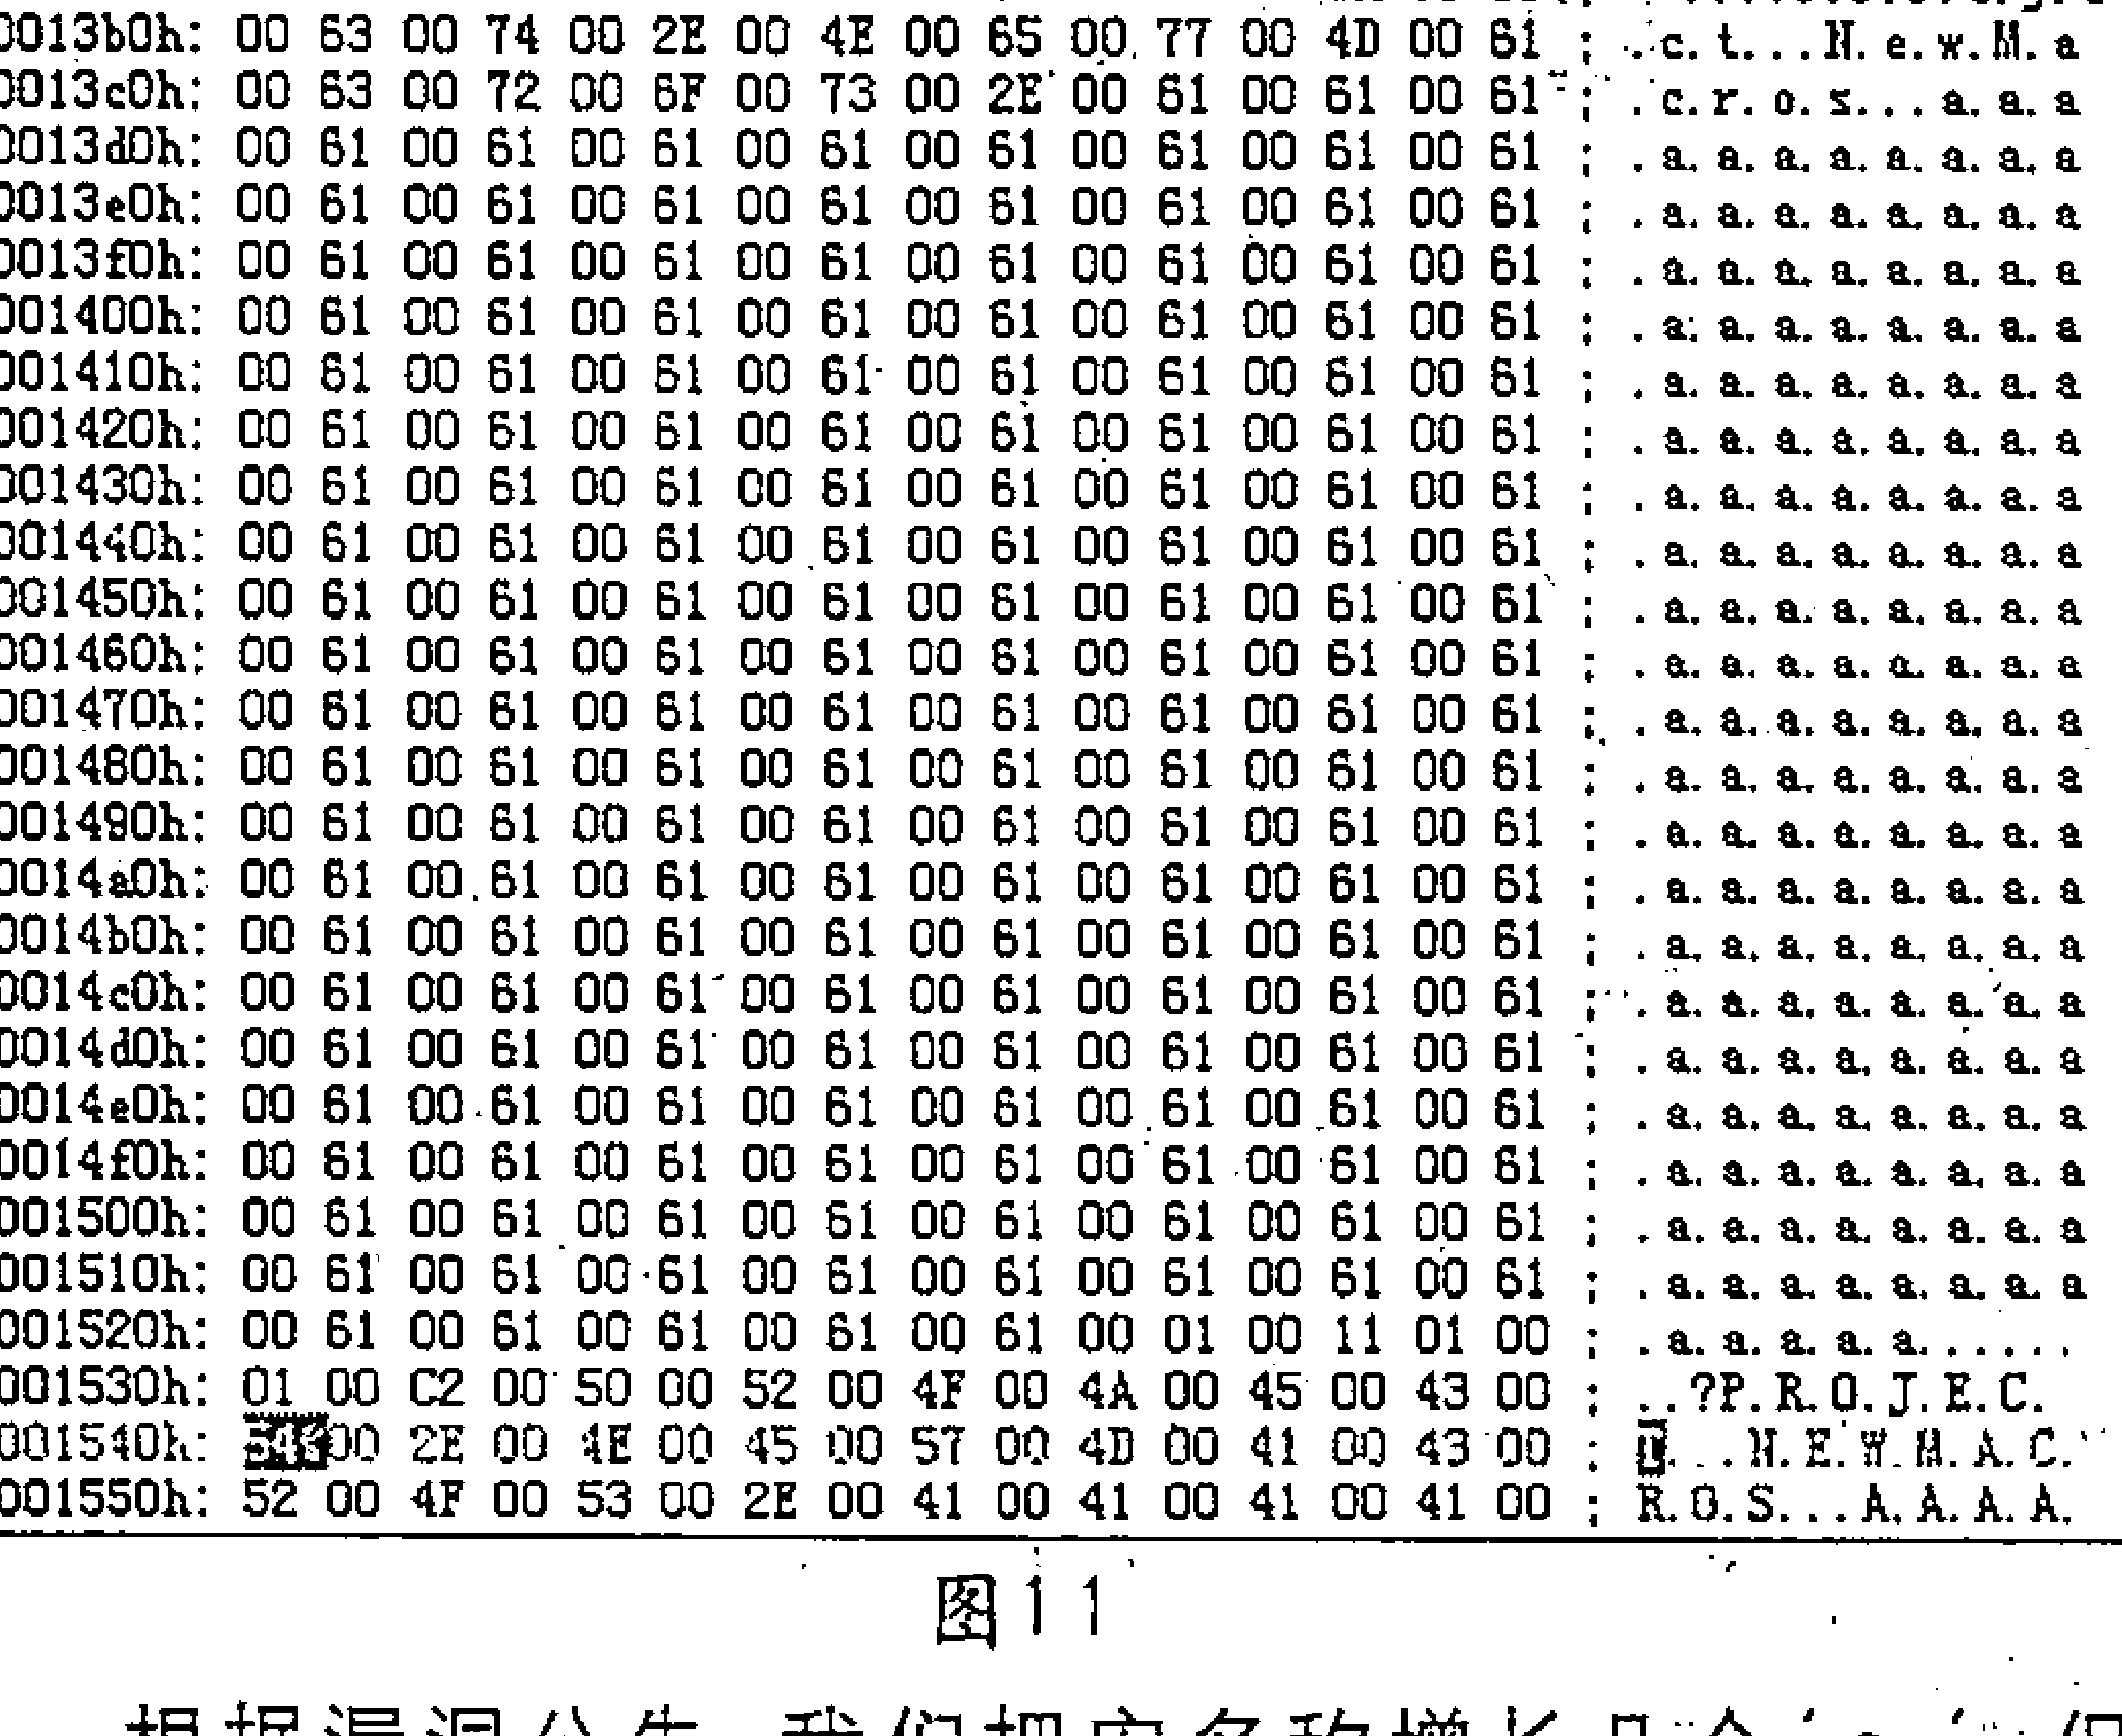 0013b0h: 00 63 00 74 00 2E 00 4E 00 65 00 77 00 4D 00 61 ; .c.t...N.e.w.M.a
0013c0h: 00 63 00 72 00 6F 00 73 00 2E 00 61 00 61 00 61 ; .c.r.o.s...a.a.a
0013d0h: 00 61 00 61 00 61 00 61 00 61 00 61 00 61 00 61 ; .a.a.a.a.a.a.a.a
0013e0h: 00 61 00 61 00 61 00 61 00 61 00 61 00 61 00 61 ; .a.a.a.a.a.a.a.a
0013f0h: 00 61 00 61 00 61 00 61 00 61 00 61 00 61 00 61 ; .a.a.a.a.a.a.a.a
001400h: 00 61 00 61 00 61 00 61 00 61 00 61 00 61 00 61 ; .a.a.a.a.a.a.a.a
001410h: 00 61 00 61 00 61 00 61 00 61 00 61 00 61 00 61 ; .a.a.a.a.a.a.a.a
001420h: 00 61 00 61 00 61 00 61 00 61 00 61 00 61 00 61 ; .a.a.a.a.a.a.a.a
001430h: 00 61 00 61 00 61 00 61 00 61 00 61 00 61 00 61 ; .a.a.a.a.a.a.a.a
001440h: 00 61 00 61 00 61 00 61 00 61 00 61 00 61 00 61 ; .a.a.a.a.a.a.a.a
001450h: 00 61 00 61 00 61 00 61 00 61 00 61 00 61 00 61 ; .a.a.a.a.a.a.a.a
001460h: 00 61 00 61 00 61 00 61 00 61 00 61 00 61 00 61 ; .a.a.a.a.a.a.a.a
001470h: 00 61 00 61 00 61 00 61 00 61 00 61 00 61 00 61 ; .a.a.a.a.a.a.a.a
001480h: 00 61 00 61 00 61 00 61 00 61 00 61 00 61 00 61 ; .a.a.a.a.a.a.a.a
001490h: 00 61 00 61 00 61 00 61 00 61 00 61 00 61 00 61 ; .a.a.a.a.a.a.a.a
0014a0h: 00 61 00 61 00 61 00 61 00 61 00 61 00 61 00 61 ; .a.a.a.a.a.a.a.a
0014b0h: 00 61 00 61 00 61 00 61 00 61 00 61 00 61 00 61 ; .a.a.a.a.a.a.a.a
0014c0h: 00 61 00 61 00 61 00 61 00 61 00 61 00 61 00 61 ; .a.a.a.a.a.a.a.a
0014d0h: 00 61 00 61 00 61 00 61 00 61 00 61 00 61 00 61 ; .a.a.a.a.a.a.a.a
0014e0h: 00 61 00 61 00 61 00 61 00 61 00 61 00 61 00 61 ; .a.a.a.a.a.a.a.a
0014f0h: 00 61 00 61 00 61 00 61 00 61 00 61 00 61 00 61 ; .a.a.a.a.a.a.a.a
001500h: 00 61 00 61 00 61 00 61 00 61 00 61 00 61 00 61 ; .a.a.a.a.a.a.a.a
001510h: 00 61 00 61 00 61 00 61 00 61 00 61 00 61 00 61 ; .a.a.a.a.a.a.a.a
001520h: 00 61 00 61 00 61 00 61 00 61 00 01 00 11 01 00 ; .a.a.a.a.a......
001530h: 01 00 C2 00 50 00 52 00 4F 00 4A 00 45 00 43 00 ; ..?P.R.O.J.E.C.
001540h: 54 00 2E 00 4E 00 45 00 57 00 4D 00 41 00 43 00 ; ...N.E.W.M.A.C.
001550h: 52 00 4F 00 53 00 2E 00 41 00 41 00 41 00 41 00 ; R.O.S...A.A.A.A.
图11
根据漏洞公告,我们把宏名称增长几个‘a’,保